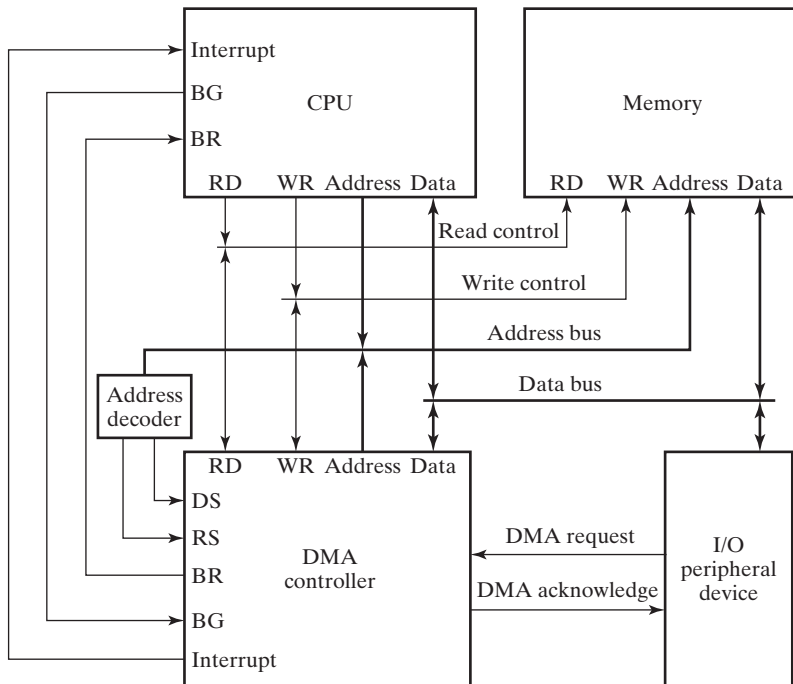 Interrupt
BG
CPU
Memory
BR
RD WR Address Data
RD WR Address Data
Read control
Write control
Address bus
Data bus
Address
decoder
RD WR Address Data
DS
RS
BR
BG
Interrupt
DMA
controller
DMA request
DMA acknowledge
I/O
peripheral
device